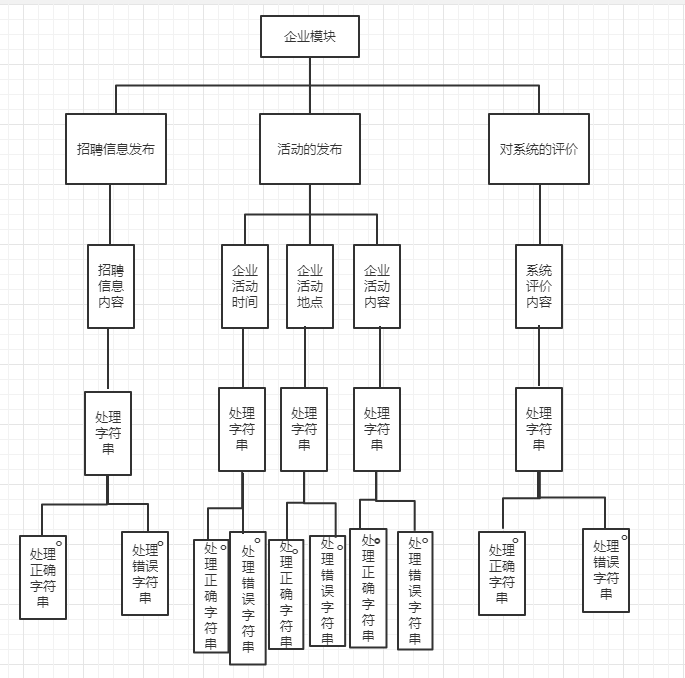 企业模块
招聘信息发布
活动的发布
对系统的评价
招聘
信息
内容
企业
活动
时间
企业
活动
地点
企业
活动
内容
系统
评价
内容
处理
字符
串
处理
字符
串
处理
字符
串
处理
字符
串
处理
字符
串
处理
正确
字符
串
处理
错误
字符
串
处
理
正
确
字
符
串
处
理
错
误
字
符
串
处
理
正
确
字
符
串
处
理
错
误
字
符
串
处
理
正
确
字
符
串
处
理
错
误
字
符
串
处理
正确
字符
串
处理
错误
字符
串